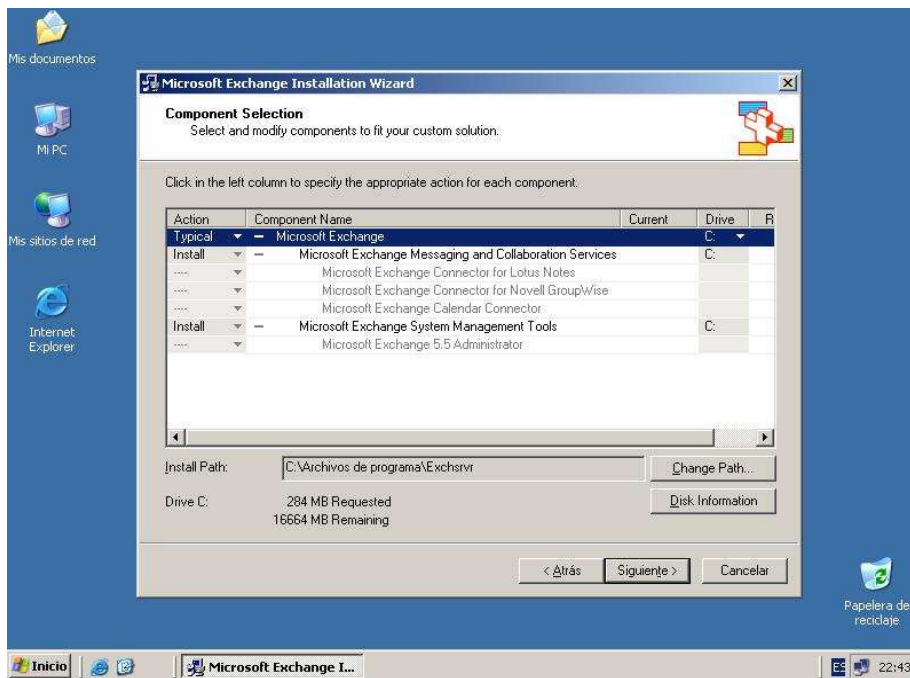 Mis documentos
Mi PC
Mis sitios de red
Internet
Explorer
Microsoft Exchange Installation Wizard
Component Selection
Select and modify components to fit your custom solution.
Click in the left column to specify the appropriate action for each component.
Action Component Name Current Drive R
Typical Microsoft Exchange C:
Install Microsoft Exchange Messaging and Collaboration Services C:
---- Microsoft Exchange Connector for Lotus Notes
---- Microsoft Exchange Connector for Novell GroupWise
---- Microsoft Exchange Calendar Connector
Install Microsoft Exchange System Management Tools C:
---- Microsoft Exchange 5.5 Administrator
Install Path: C:\Archivos de programa\Exchsrvr Change Path...
Drive C: 284 MB Requested Disk Information
16664 MB Remaining
< Atrás Siguiente > Cancelar
Papelera de
reciclaje
Inicio Microsoft Exchange I... ES 22:43